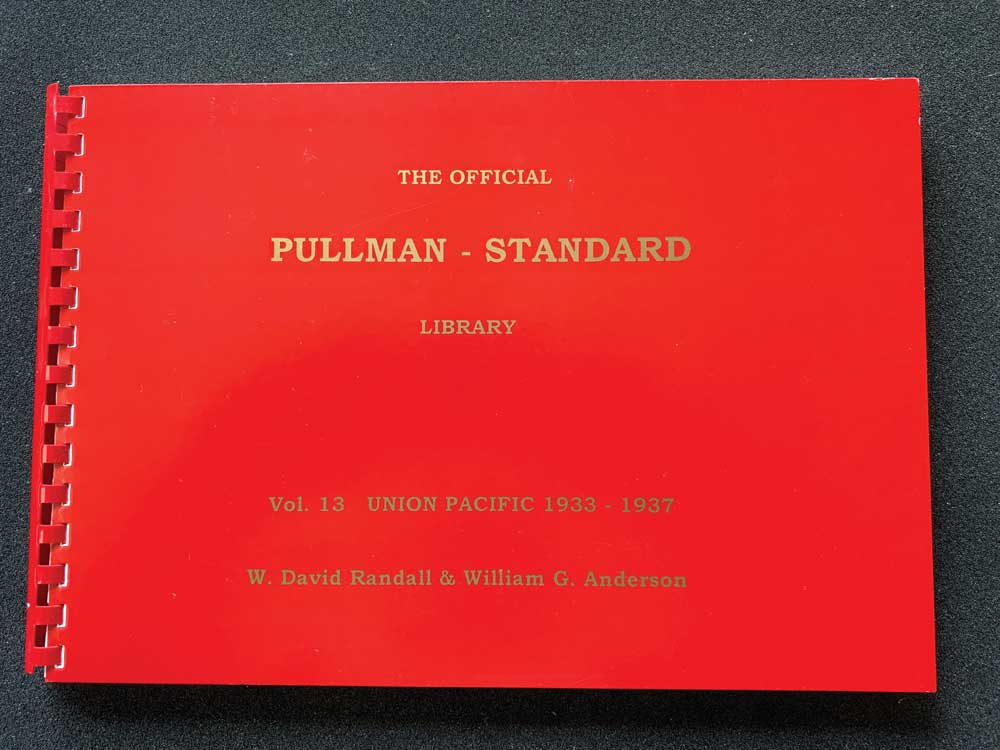 THE OFFICIAL
PULLMAN - STANDARD
LIBRARY
Vol. 13 UNION PACIFIC 1933 - 1937
W. David Randall & William G. Anderson